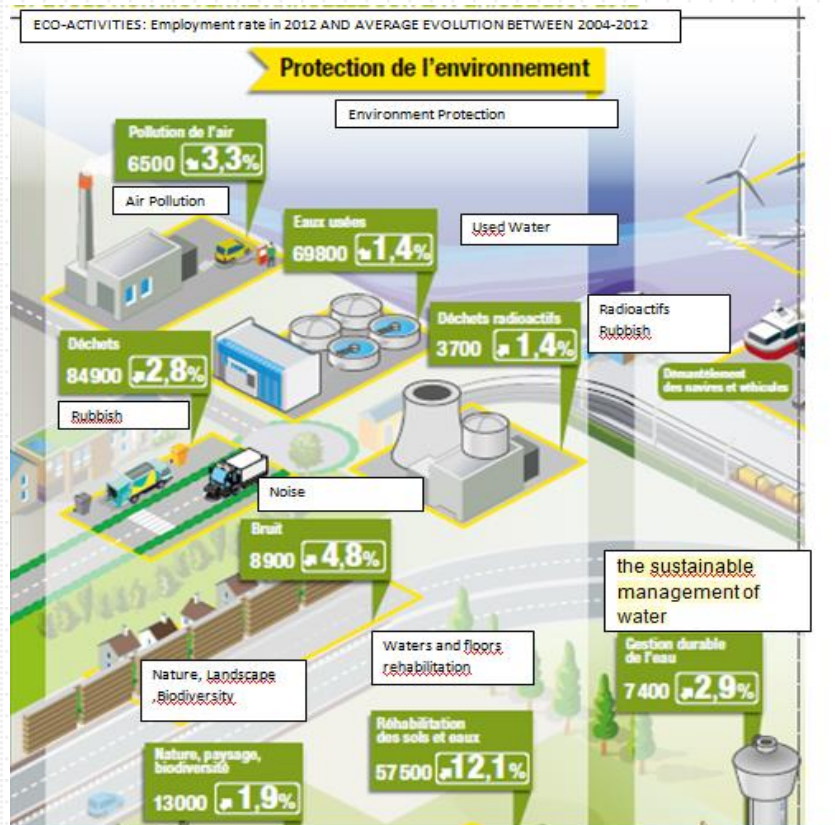 ECO-ACTIVITIES: Employment rate in 2012 AND AVERAGE EVOLUTION BETWEEN 2004-2012
Protection de l'environnement
Environment Protection
Pollution de l'air
6500 3,3%
Air Pollution
Eaux usées
69800 1,4%
Used Water
Déchets radioactifs
3700 1,4%
Radioactifs
Rubbish
Déchets
84900 2,8%
Démantèlement
des navires et véhicules
Rubbish
Noise
Bruit
8900 4,8%
the sustainable
management of
water
Waters and floors
rehabilitation
Gestion durable
de l'eau
7400 2,9%
Nature, Landscape
,Biodiversity
Réhabilitation
des sols et eaux
57500 12,1%
Nature, paysage,
biodiversité
13000 1,9%